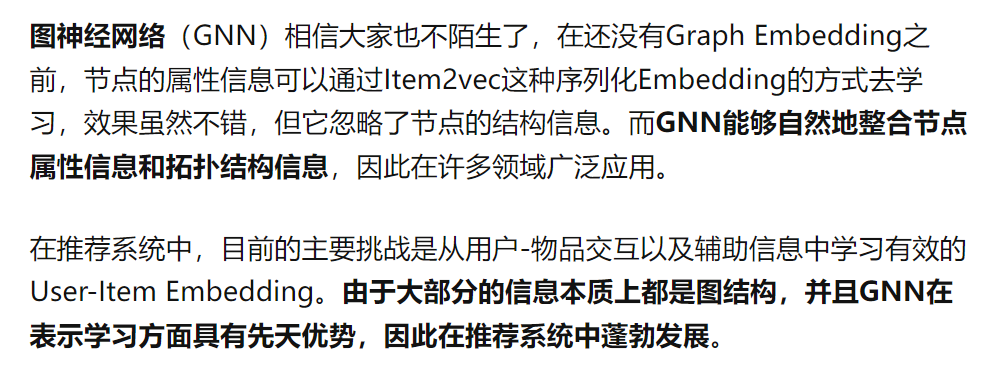 图神经网络（GNN）相信大家也不陌生了，在还没有Graph Embedding之
前，节点的属性信息可以通过Item2vec这种序列化Embedding的方式去学
习，效果虽然不错，但它忽略了节点的结构信息。而GNN能够自然地整合节点
属性信息和拓扑结构信息，因此在许多领域广泛应用。
在推荐系统中，目前的主要挑战是从用户-物品交互以及辅助信息中学习有效的
User-Item Embedding。由于大部分的信息本质上都是图结构，并且GNN在
表示学习方面具有先天优势，因此在推荐系统中蓬勃发展。